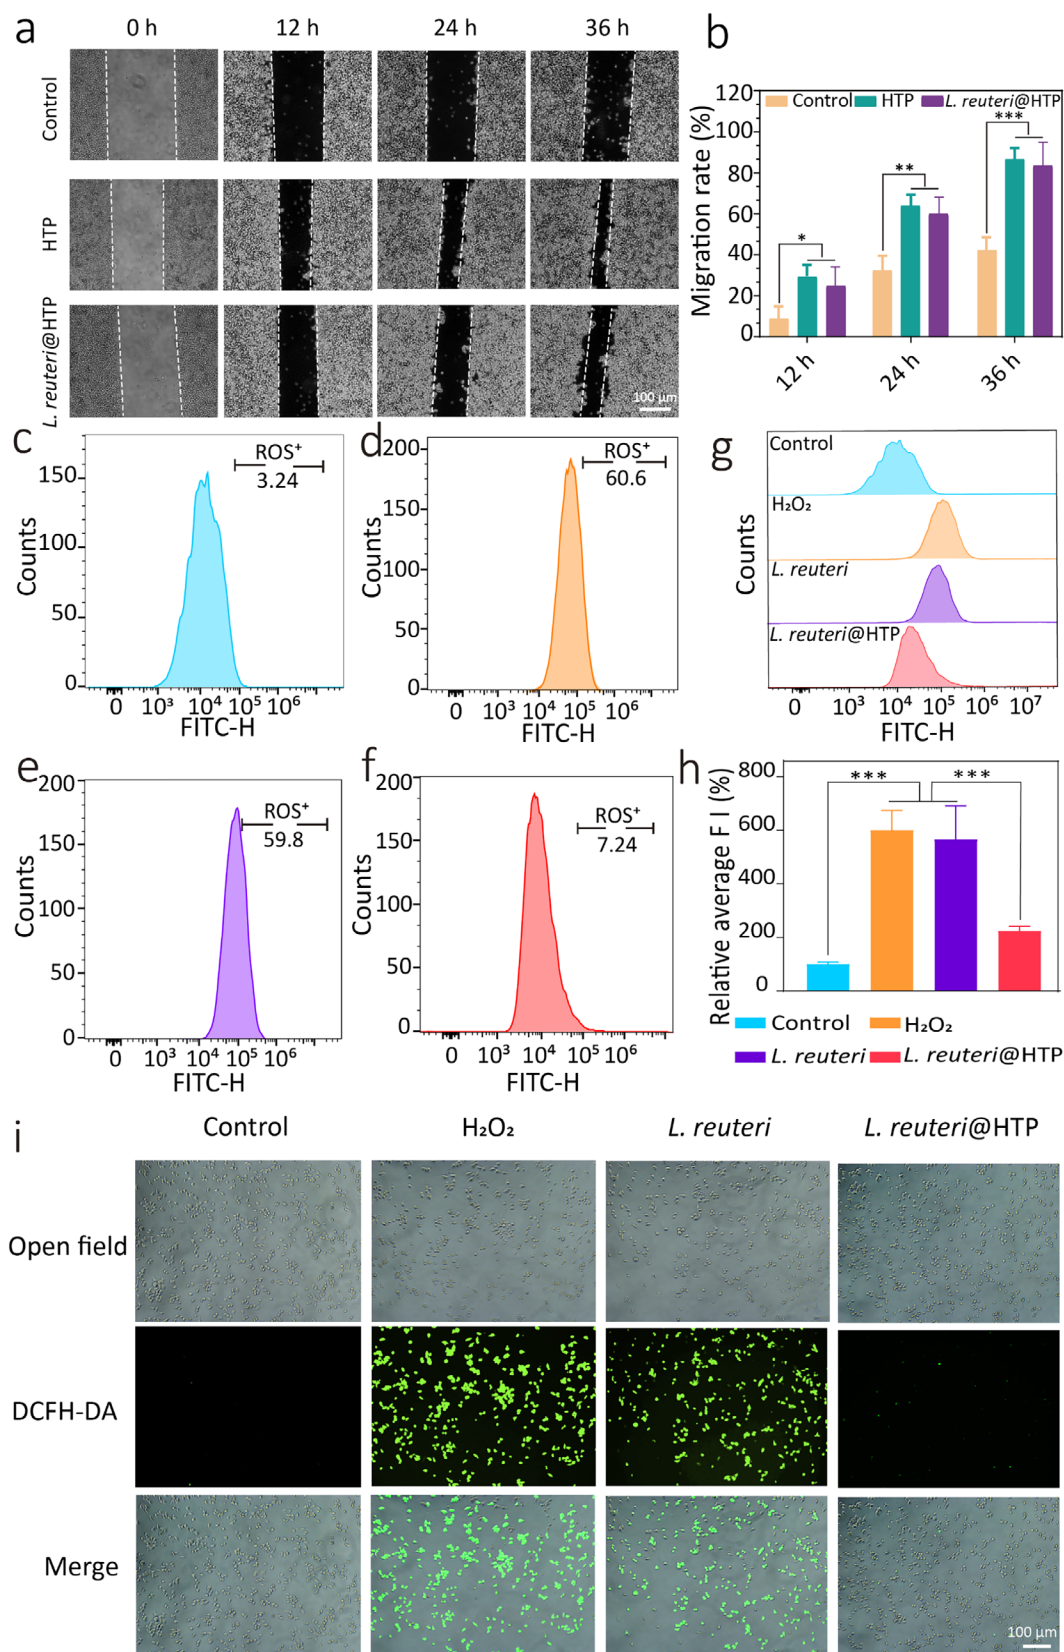 a
0 h
12 h
24 h
36 h
Control
HTP
L. reuteri@HTP
100 μm
b
Control
HTP
L. reuteri@HTP
Migration rate (%)
120
100
80
60
40
20
0
*
**
***
12 h
24 h
36 h
c
Counts
150
100
50
0
ROS⁺
3.24
0 10³ 10⁴ 10⁵ 10⁶
FITC-H
d
Counts
200
150
100
50
0
ROS⁺
60.6
0 10³ 10⁴ 10⁵ 10⁶
FITC-H
g
Counts
Control
H₂O₂
L. reuteri
L. reuteri@HTP
0 10³ 10⁴ 10⁵ 10⁶ 10⁷
FITC-H
e
Counts
200
150
100
50
0
ROS⁺
59.8
0 10³ 10⁴ 10⁵ 10⁶
FITC-H
f
Counts
200
150
100
50
0
ROS⁺
7.24
0 10³ 10⁴ 10⁵ 10⁶
FITC-H
h
Relative average F I (%)
800
600
400
200
0
***
***
Control
H₂O₂
L. reuteri
L. reuteri@HTP
i
Control
H₂O₂
L. reuteri
L. reuteri@HTP
Open field
DCFH-DA
Merge
100 μm